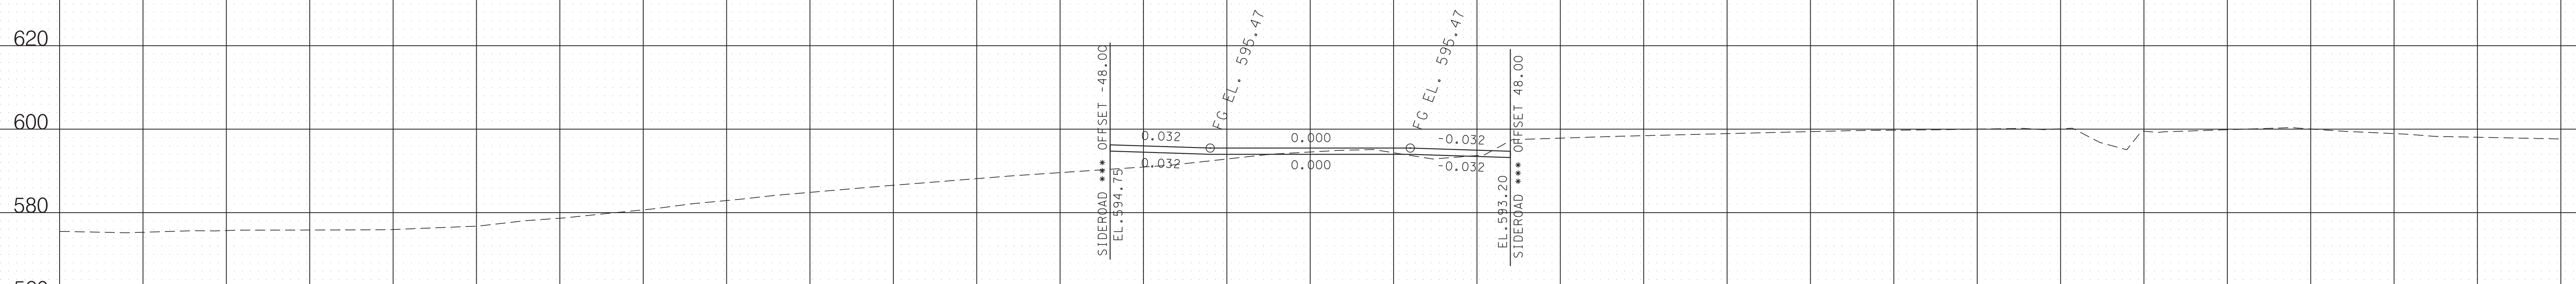 620
600
580
SIDEROAD *** OFFSET -48.00
EL.594.75
FG EL. 595.47
FG EL. 595.47
0.032
0.000
-0.032
0.032
0.000
-0.032
EL.593.20
SIDEROAD *** OFFSET 48.00